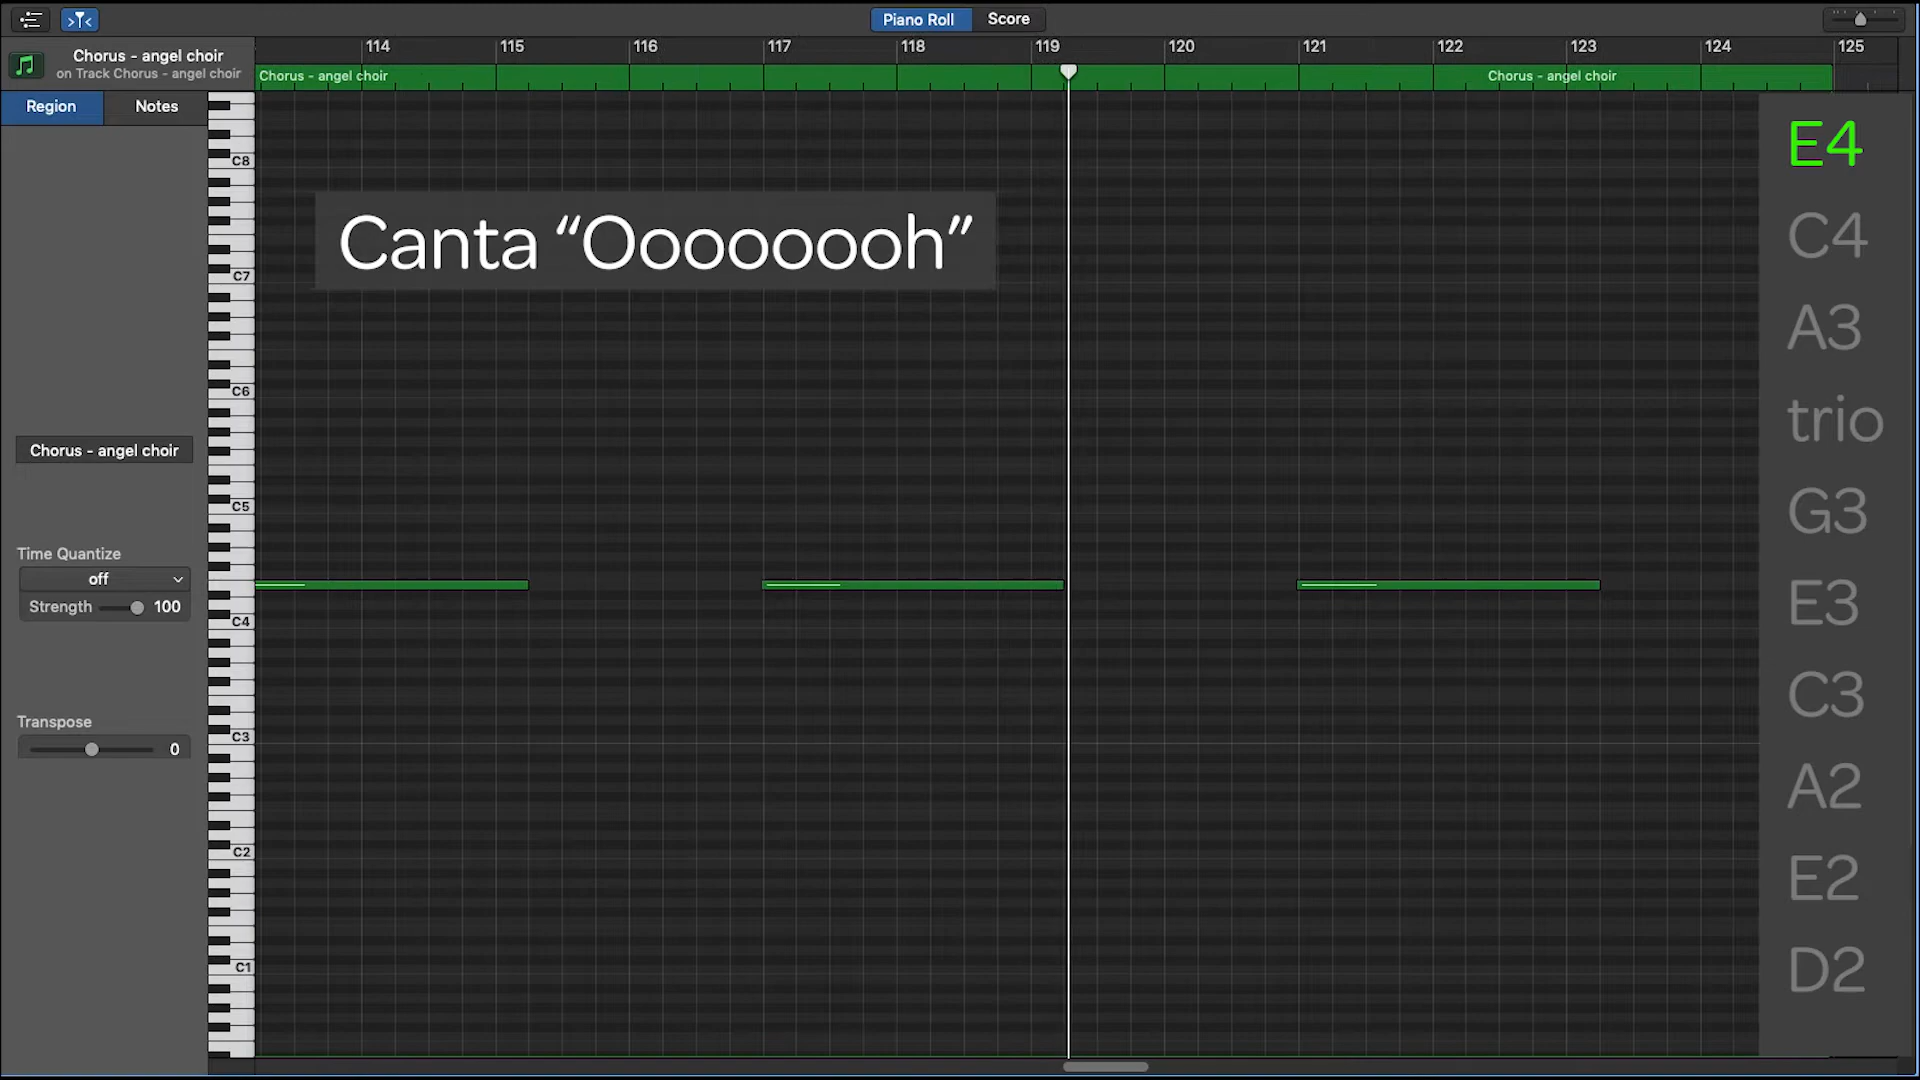 Piano Roll
Score
Chorus - angel choir
on Track Chorus - angel choir
114
115
116
117
118
119
120
121
122
123
124
125
Chorus - angel choir
Chorus - angel choir
Region
Notes
C8
Canta “Oooooooh”
C7
C6
C5
C4
C3
C2
C1
Chorus - angel choir
Time Quantize
off
Strength 100
Transpose
0
E4
C4
A3
trio
G3
E3
C3
A2
E2
D2